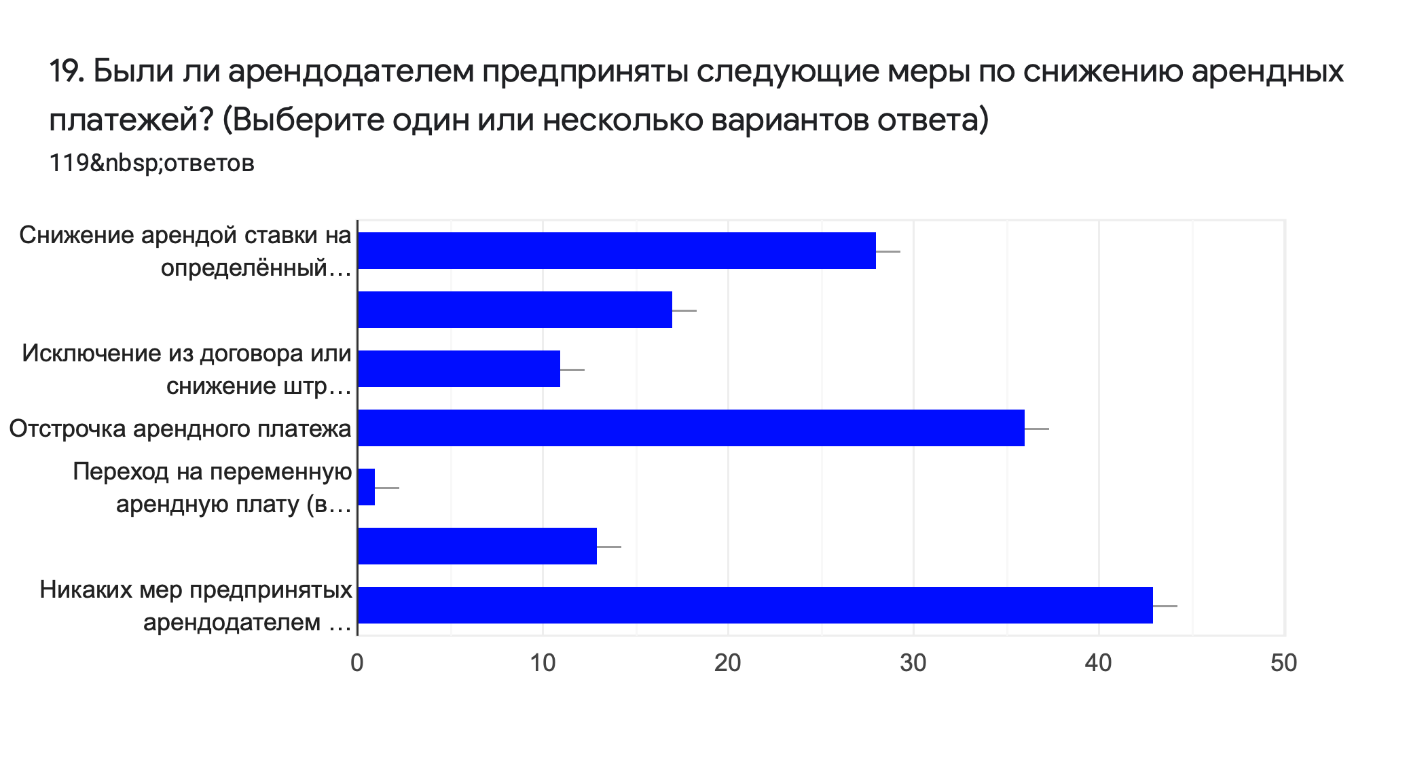 19. Были ли арендодателем предприняты следующие меры по снижению арендных
платежей? (Выберите один или несколько вариантов ответа)
119&nbsp;ответов
Снижение арендой ставки на
определённый…
Исключение из договора или
снижение штр…
Отстрочка арендного платежа
Переход на переменную
арендную плату (в…
Никаких мер предпринятых
арендодателем …
0 10 20 30 40 50